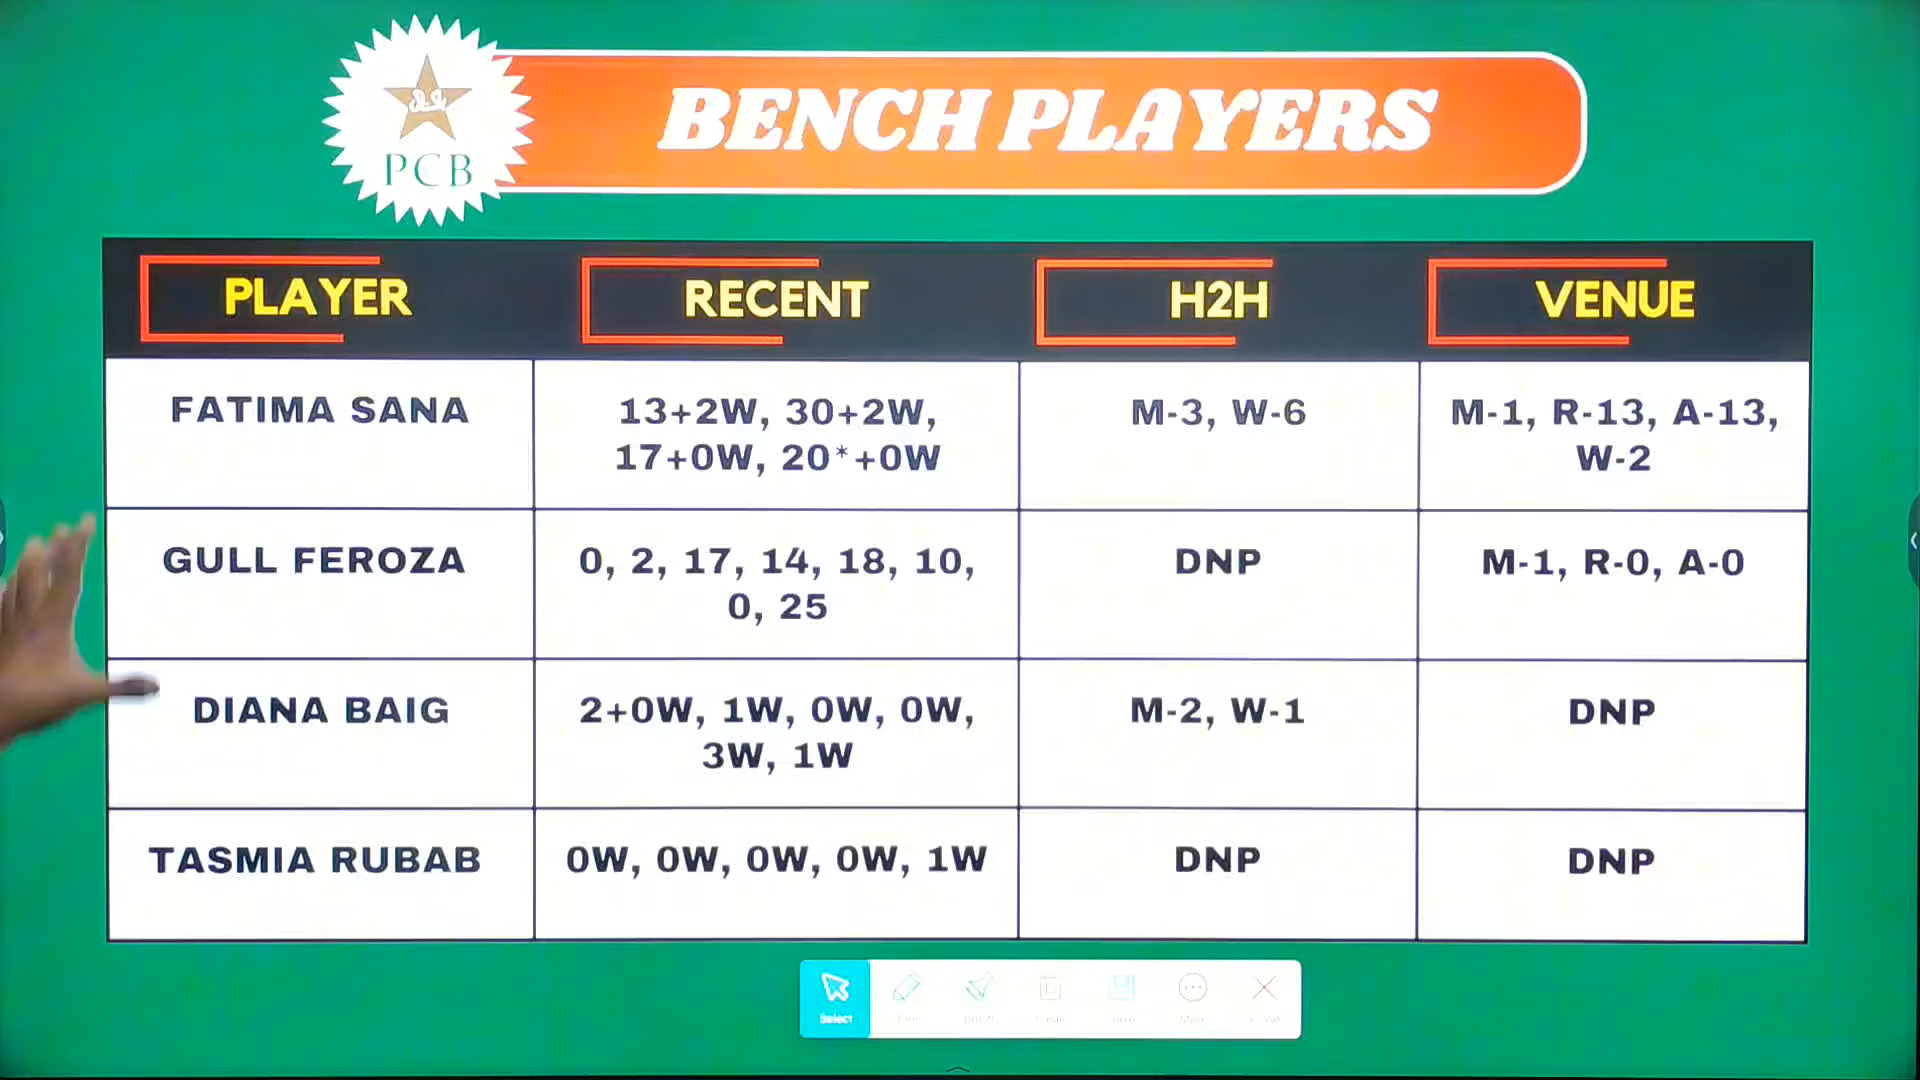 PCB
BENCH PLAYERS
PLAYER RECENT H2H VENUE
FATIMA SANA 13+2W, 30+2W, M-3, W-6 M-1, R-13, A-13,
17+0W, 20*+0W W-2
GULL FEROZA 0, 2, 17, 14, 18, 10, DNP M-1, R-0, A-0
0, 25
DIANA BAIG 2+0W, 1W, 0W, 0W, M-2, W-1 DNP
3W, 1W
TASMIA RUBAB 0W, 0W, 0W, 0W, 1W DNP DNP
Select